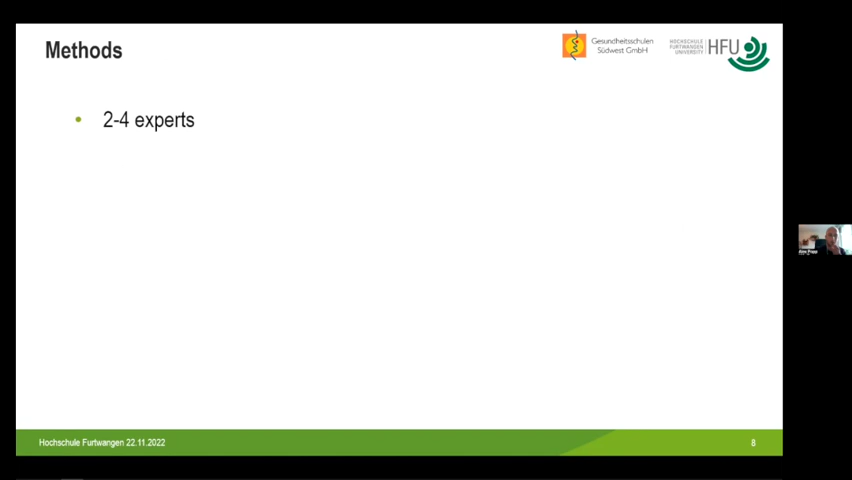 Methods
Gesundheitsschulen
Südwest GmbH
HOCHSCHULE
FURTWANGEN
UNIVERSITY
HFU
• 2-4 experts
Hochschule Furtwangen 22.11.2022
8